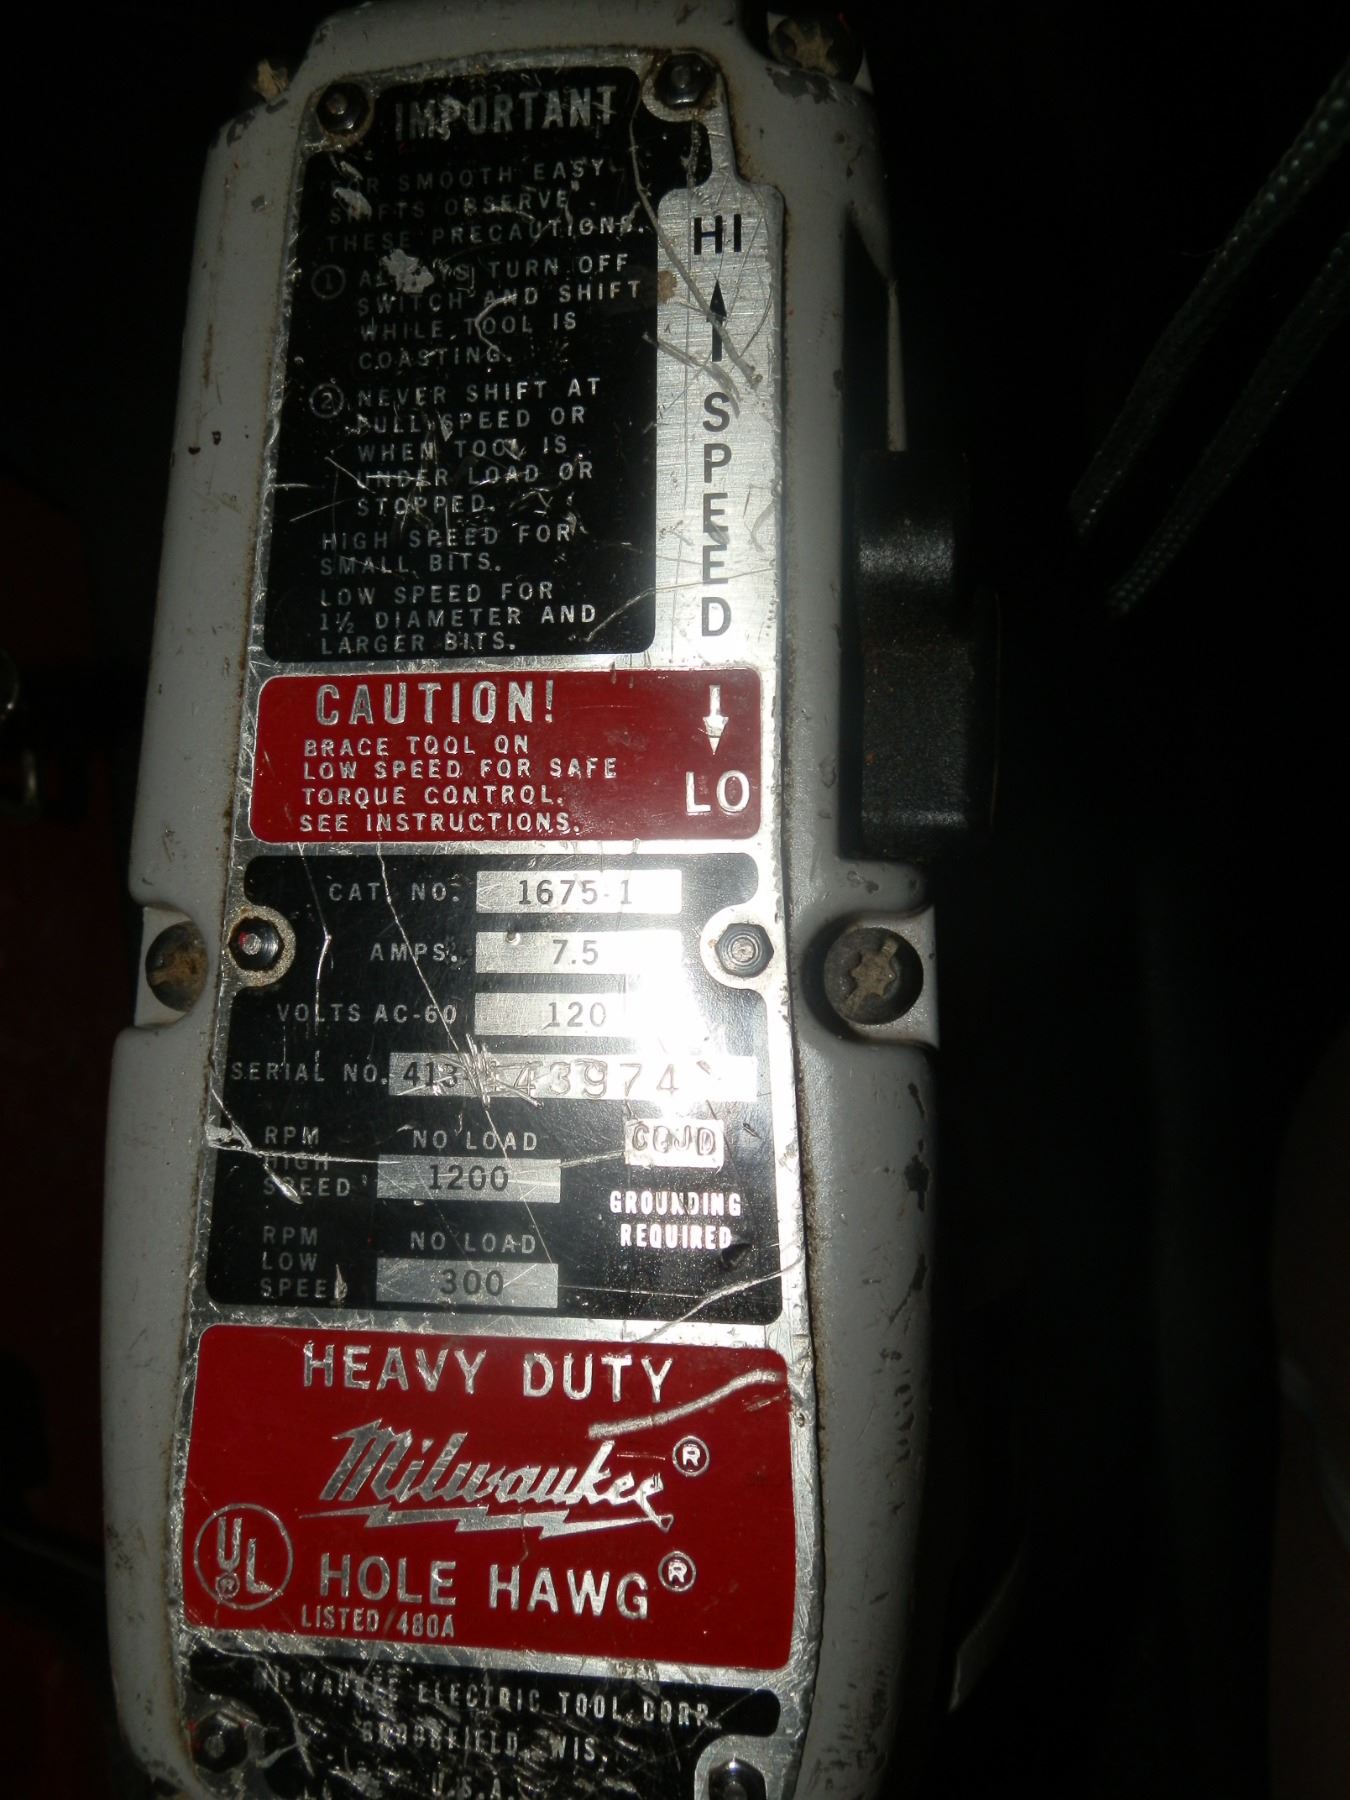 IMPORTANT
FOR SMOOTH EASY
SHIFTS OBSERVE
THESE PRECAUTIONS.
① ALWAYS TURN OFF
SWITCH AND SHIFT
WHILE TOOL IS
COASTING.
② NEVER SHIFT AT
FULL SPEED OR
WHEN TOOL IS
UNDER LOAD OR
STOPPED.
HIGH SPEED FOR
SMALL BITS.
LOW SPEED FOR
1½ DIAMETER AND
LARGER BITS.
HI
SPEED
LO
CAUTION!
BRACE TOOL ON
LOW SPEED FOR SAFE
TORQUE CONTROL.
SEE INSTRUCTIONS.
CAT. NO. 1675-1
AMPS. 7.5
VOLTS AC-60 120
SERIAL NO. 413 43974
RPM HIGH SPEED NO LOAD 1200
GROUNDING
REQUIRED
RPM LOW SPEED NO LOAD 300
HEAVY DUTY
Milwaukee ®
UL ® HOLE HAWG ®
LISTED/480A
MILWAUKEE ELECTRIC TOOL CORP.
BROOKFIELD, WIS.
U.S.A.